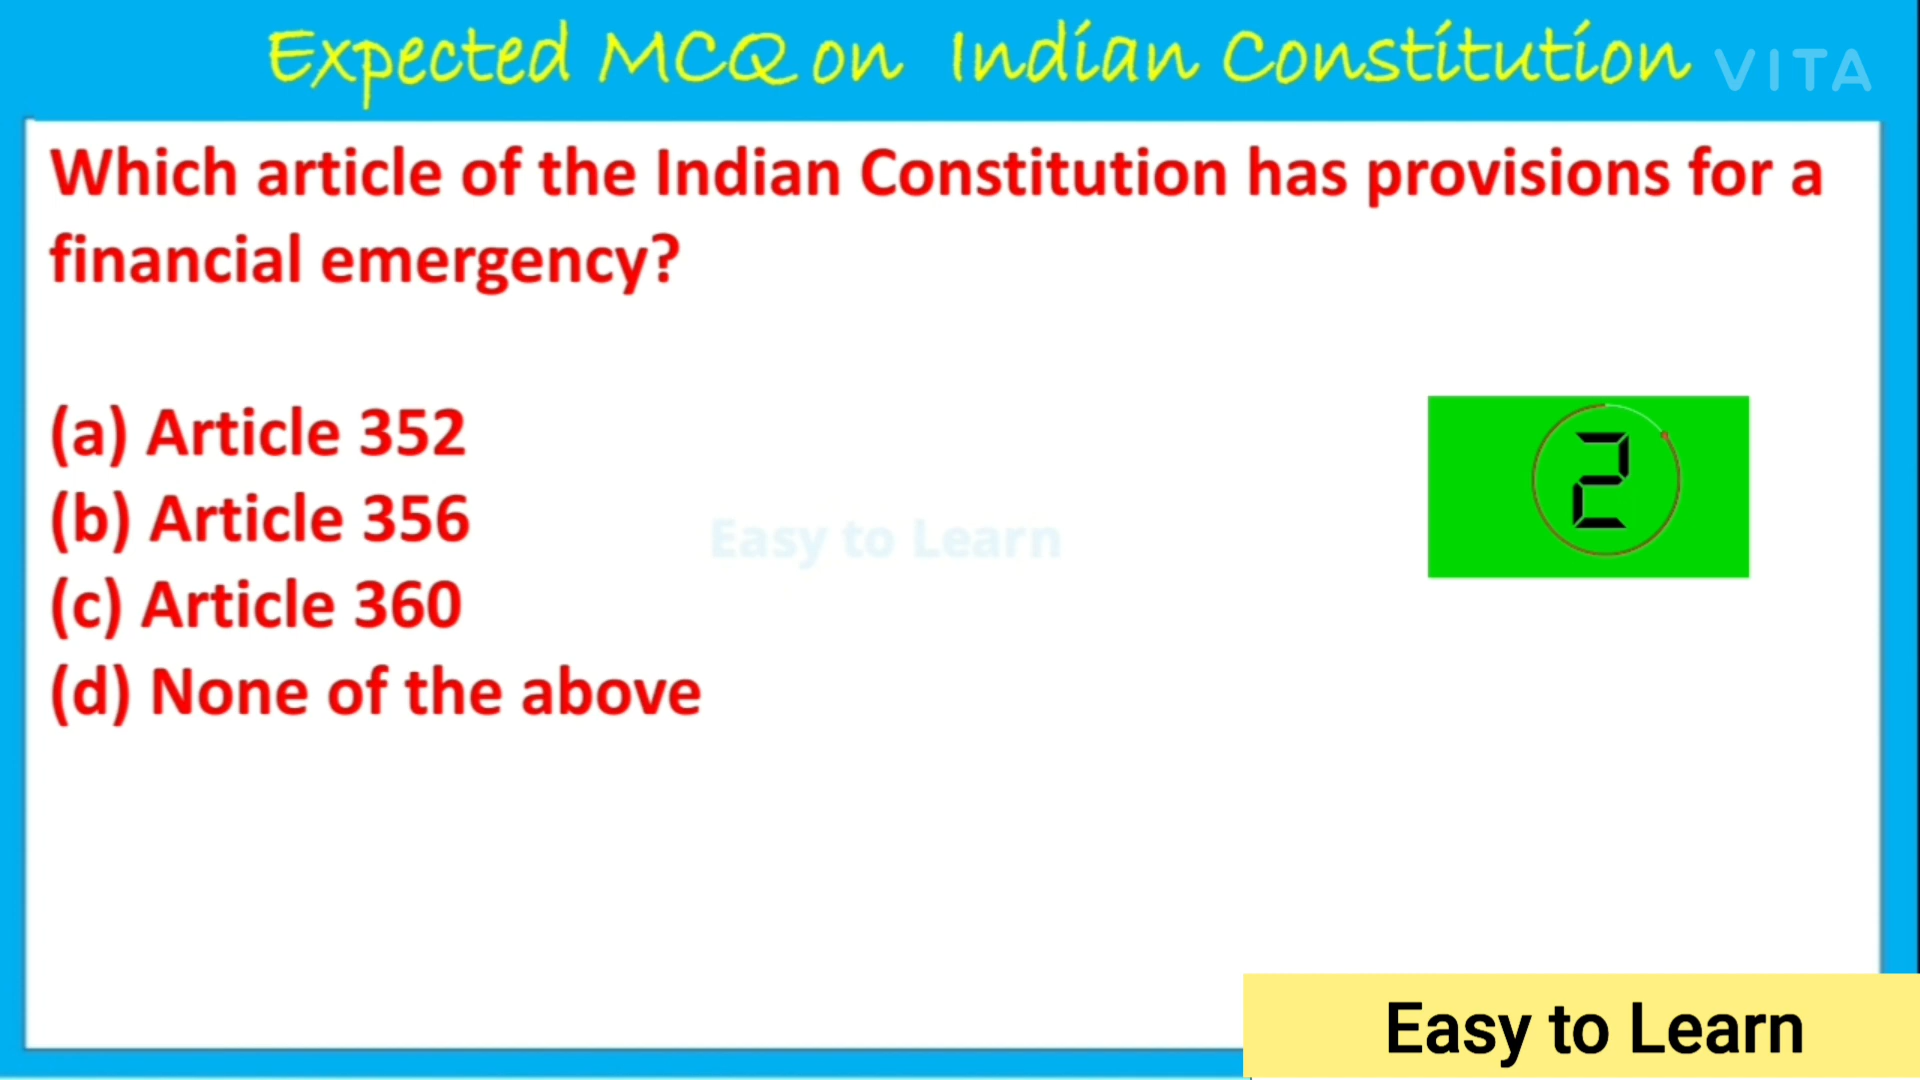 Expected MCQ on Indian Constitution
VITA
Which article of the Indian Constitution has provisions for a
financial emergency?
(a) Article 352
(b) Article 356
(c) Article 360
(d) None of the above
2
Easy to Learn
Easy to Learn